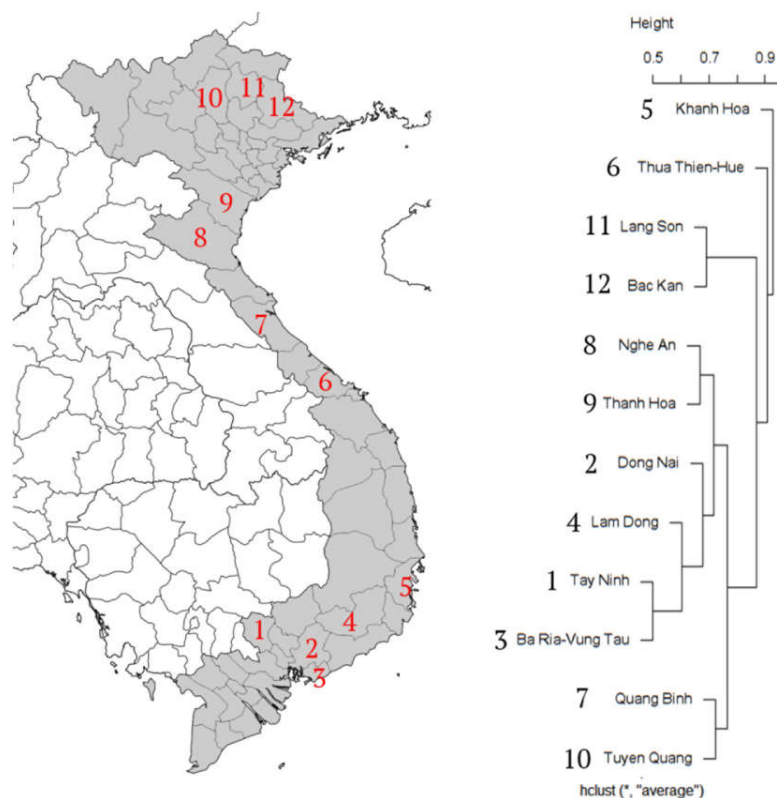 10
11
12
9
8
7
6
5
4
1
2
3
Height
0.5 0.7 0.9
5 Khanh Hoa
6 Thua Thien-Hue
11 Lang Son
12 Bac Kan
8 Nghe An
9 Thanh Hoa
2 Dong Nai
4 Lam Dong
1 Tay Ninh
3 Ba Ria-Vung Tau
7 Quang Binh
10 Tuyen Quang
hclust (*, "average")